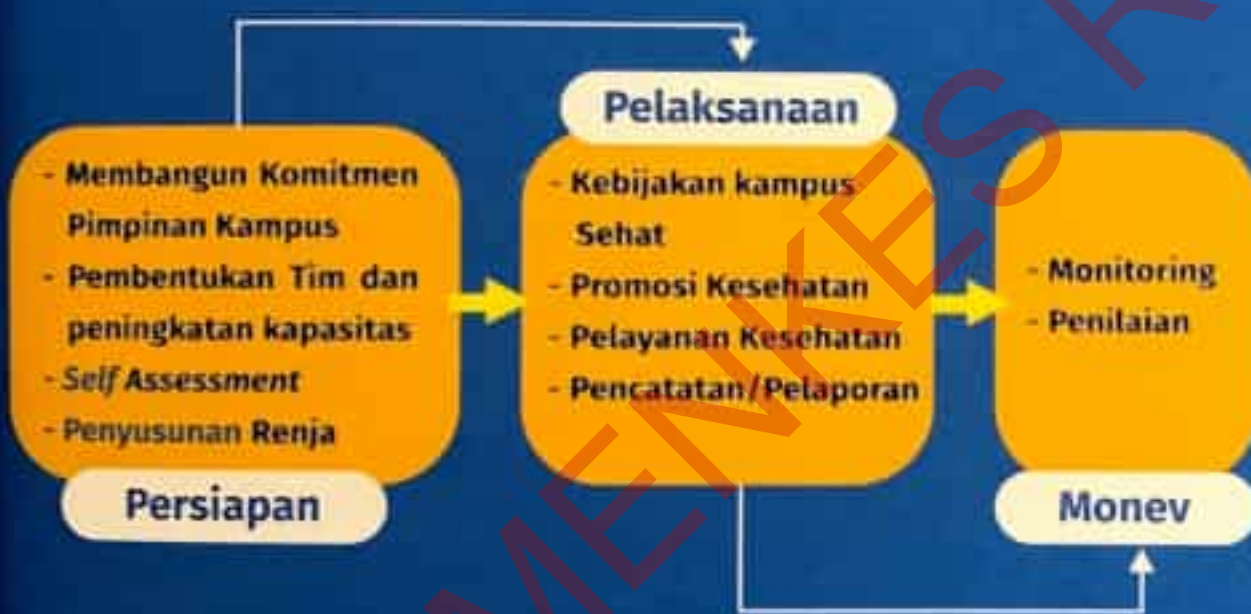 - Membangun Komitmen
Pimpinan Kampus
- Pembentukan Tim dan
peningkatan kapasitas
- Self Assessment
- Penyusunan Renja
Persiapan
Pelaksanaan
- Kebijakan kampus
Sehat
- Promosi Kesehatan
- Pelayanan Kesehatan
- Pencatatan/Pelaporan
- Monitoring
- Penilaian
Monev
MENKES R